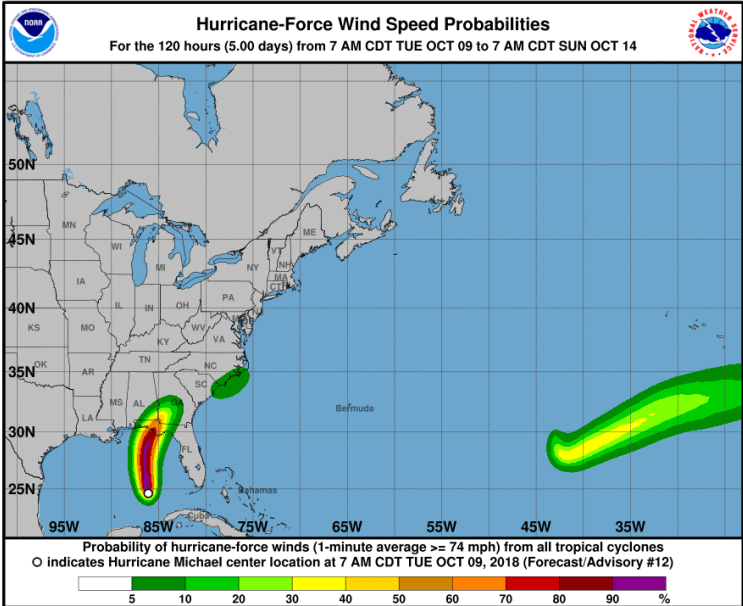 NOAA
Hurricane-Force Wind Speed Probabilities
For the 120 hours (5.00 days) from 7 AM CDT TUE OCT 09 to 7 AM CDT SUN OCT 14
NATIONAL WEATHER SERVICE
50N
MN
ME
45N
WI
VT
NH
MI
NY
MA
CT
IA
PA
40N
IL
IN
OH
KS
MO
WV
VA
KY
OK
TN
NC
35N
AR
SC
MS
AL
GA
Bermuda
LA
30N
FL
25N
Bahamas
Cuba
95W
85W
75W
65W
55W
45W
35W
Probability of hurricane-force winds (1-minute average >= 74 mph) from all tropical cyclones
indicates Hurricane Michael center location at 7 AM CDT TUE OCT 09, 2018 (Forecast/Advisory #12)
5 10 20 30 40 50 60 70 80 90 %